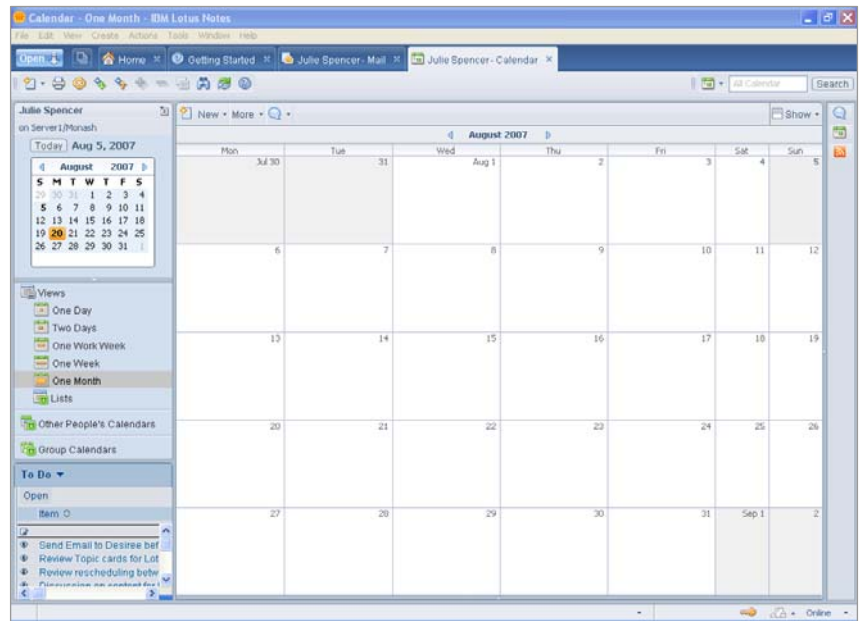 Calendar - One Month - IBM Lotus Notes
File Edit View Create Actions Tools Window Help
Open Home Getting Started Julie Spencer - Mail Julie Spencer - Calendar
All Calendar Search
Julie Spencer
on Server1/Monash
New More Show
Today Aug 5, 2007
August 2007
August 2007
S M T W T F S
29 30 31 1 2 3 4
5 6 7 8 9 10 11
12 13 14 15 16 17 18
19 20 21 22 23 24 25
26 27 28 29 30 31 1
Mon Tue Wed Thu Fri Sat Sun
Jul 30 31 Aug 1 2 3 4 5
6 7 8 9 10 11 12
13 14 15 16 17 18 19
20 21 22 23 24 25 26
27 28 29 30 31 Sep 1 2
Views
One Day
Two Days
One Work Week
One Week
One Month
Lists
Other People's Calendars
Group Calendars
To Do
Open
Item
Send Email to Desiree bef
Review Topic cards for Lot
Review rescheduling betw
Discussion on content for
Online